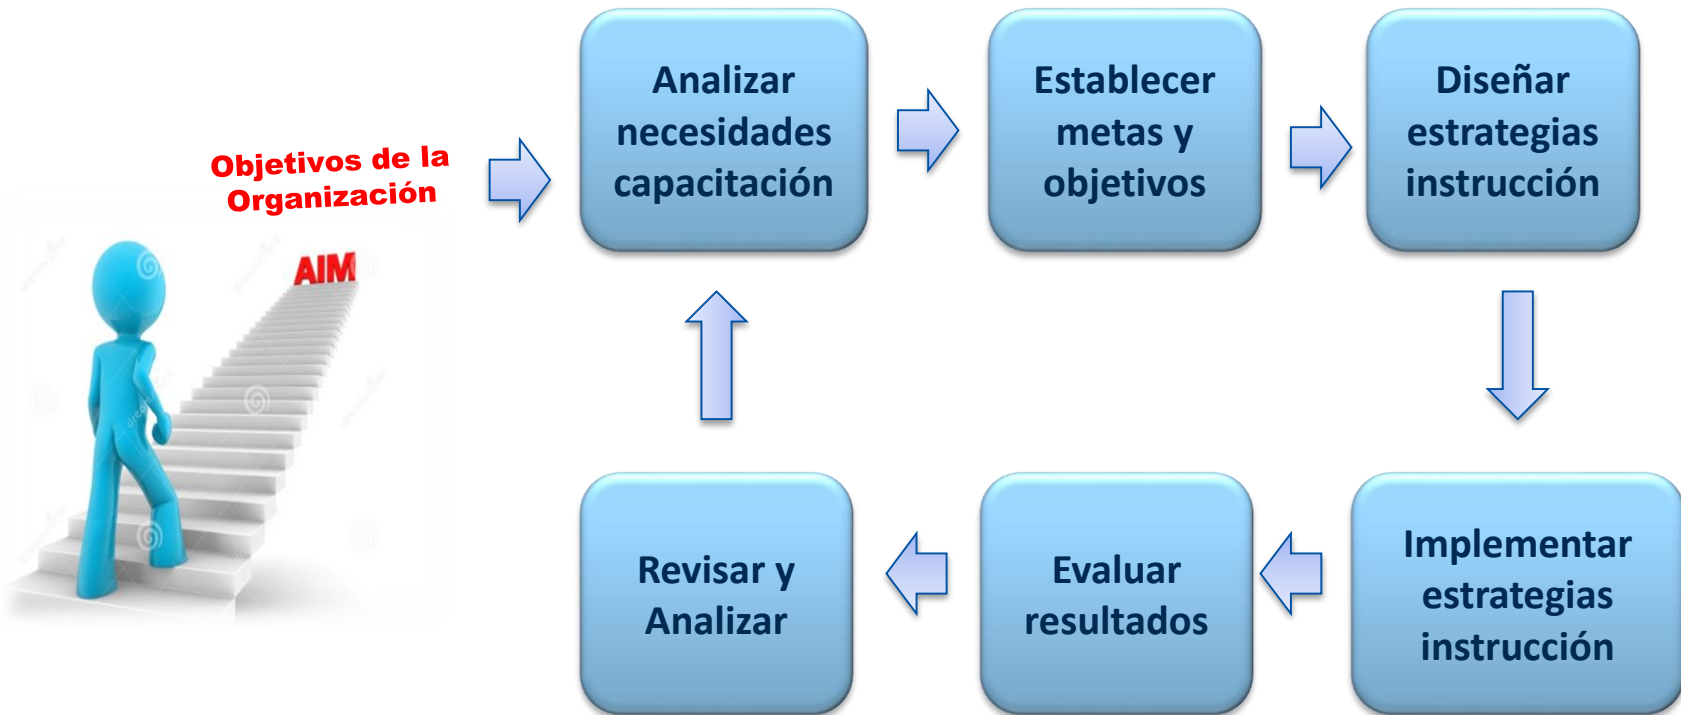 Objetivos de la
Organización
AIM
Analizar
necesidades
capacitación
Establecer
metas y
objetivos
Diseñar
estrategias
instrucción
Implementar
estrategias
instrucción
Evaluar
resultados
Revisar y
Analizar